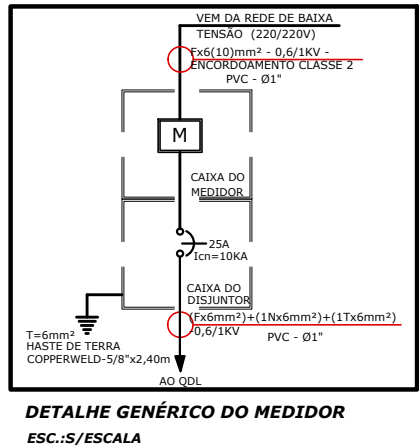 VEM DA REDE DE BAIXA
TENSÃO (220/220V)
Fx6(10)mm² - 0,6/1KV -
ENCORDOAMENTO CLASSE 2
PVC - Ø1"
M
CAIXA DO
MEDIDOR
25A
Icn=10KA
CAIXA DO
DISJUNTOR
(Fx6mm²)+(1Nx6mm²)+(1Tx6mm²)
-0,6/1KV
PVC - Ø1"
T=6mm²
HASTE DE TERRA
COPPERWELD-5/8"x2,40m
AO QDL
DETALHE GENÉRICO DO MEDIDOR
ESC.:S/ESCALA